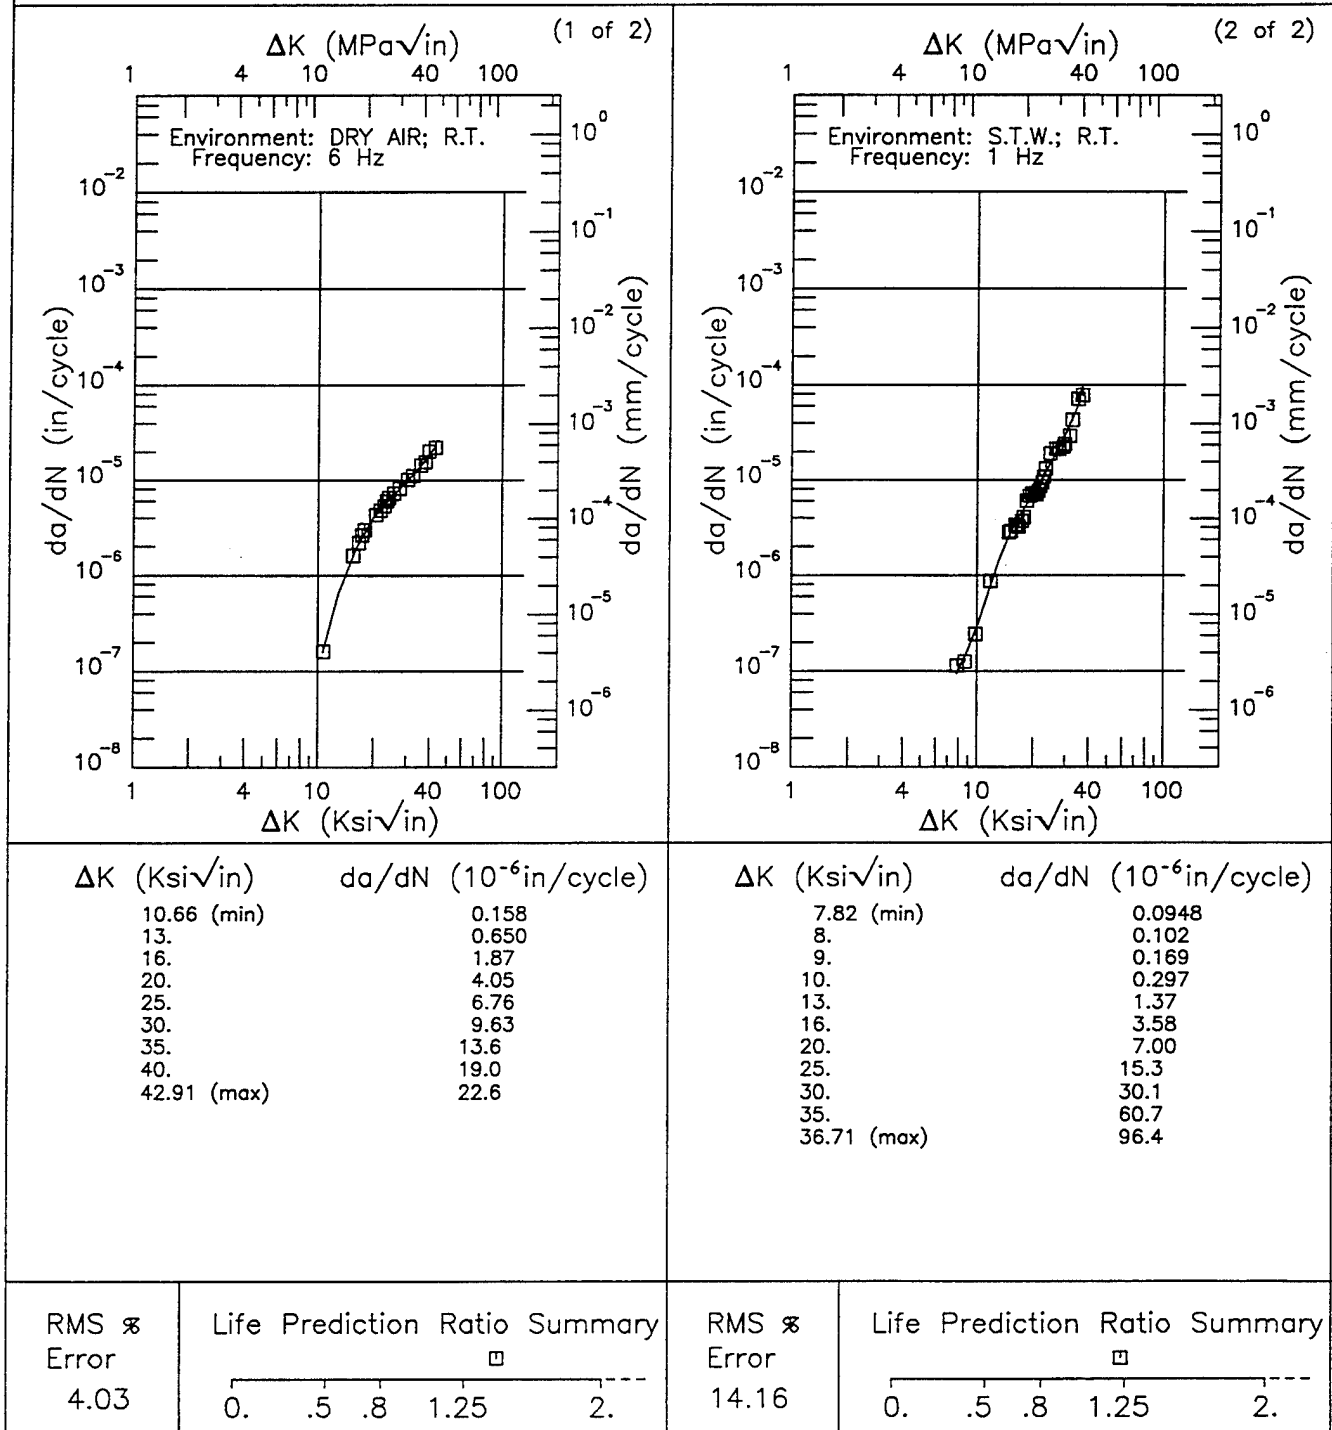 (1 of 2)
ΔK (MPa√in)
1 4 10 40 100
Environment: DRY AIR; R.T.
Frequency: 6 Hz
10⁻²
10⁻³
10⁻⁴
10⁻⁵
10⁻⁶
10⁻⁷
10⁻⁸
da/dN (in/cycle)
10⁰
10⁻¹
10⁻²
10⁻³
10⁻⁴
10⁻⁵
10⁻⁶
da/dN (mm/cycle)
1 4 10 40 100
ΔK (Ksi√in)
ΔK (Ksi√in) da/dN (10⁻⁶in/cycle)
10.66 (min) 0.158
13. 0.650
16. 1.87
20. 4.05
25. 6.76
30. 9.63
35. 13.6
40. 19.0
42.91 (max) 22.6
RMS %
Error
4.03
Life Prediction Ratio Summary
0. .5 .8 1.25 2.
(2 of 2)
ΔK (MPa√in)
1 4 10 40 100
Environment: S.T.W.; R.T.
Frequency: 1 Hz
10⁻²
10⁻³
10⁻⁴
10⁻⁵
10⁻⁶
10⁻⁷
10⁻⁸
da/dN (in/cycle)
10⁰
10⁻¹
10⁻²
10⁻³
10⁻⁴
10⁻⁵
10⁻⁶
da/dN (mm/cycle)
1 4 10 40 100
ΔK (Ksi√in)
ΔK (Ksi√in) da/dN (10⁻⁶in/cycle)
7.82 (min) 0.0948
8. 0.102
9. 0.169
10. 0.297
13. 1.37
16. 3.58
20. 7.00
25. 15.3
30. 30.1
35. 60.7
36.71 (max) 96.4
RMS %
Error
14.16
Life Prediction Ratio Summary
0. .5 .8 1.25 2.